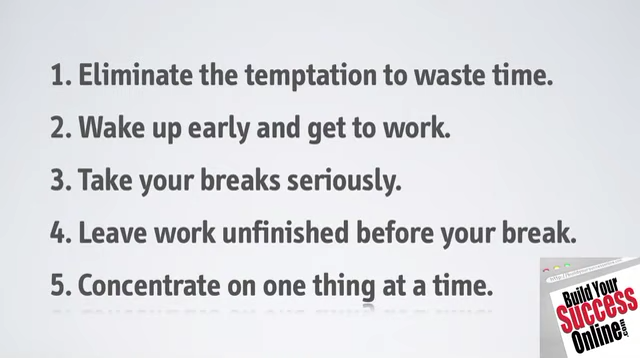 1. Eliminate the temptation to waste time.
2. Wake up early and get to work.
3. Take your breaks seriously.
4. Leave work unfinished before your break.
5. Concentrate on one thing at a time.
Build Your
Success
Online.com